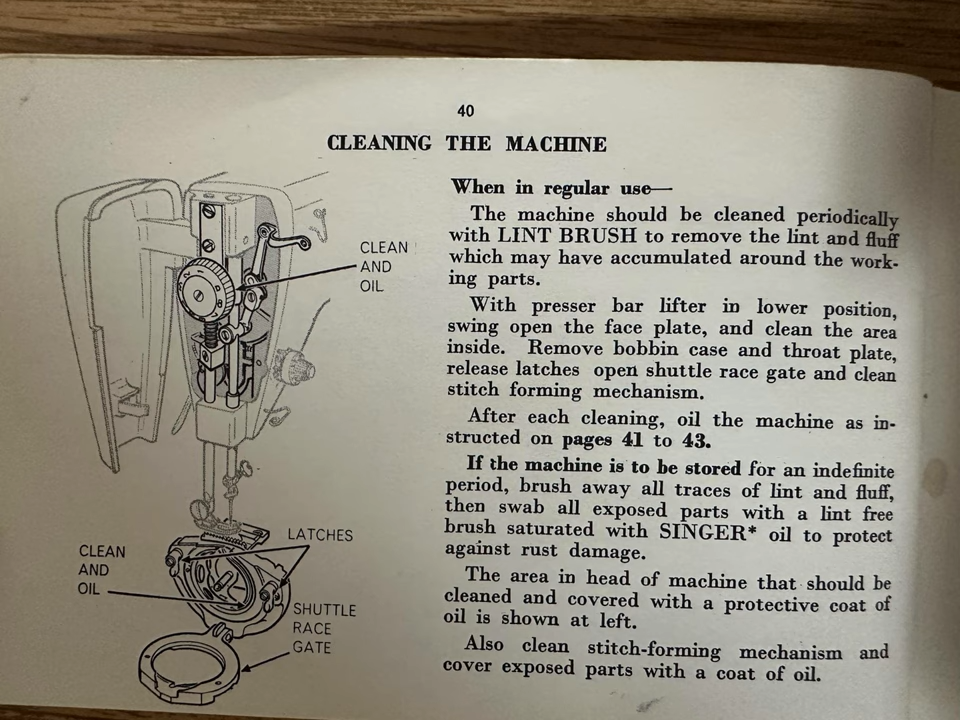 40
CLEANING THE MACHINE
When in regular use—
The machine should be cleaned periodically
with LINT BRUSH to remove the lint and fluff
which may have accumulated around the work-
ing parts.
With presser bar lifter in lower position,
swing open the face plate, and clean the area
inside. Remove bobbin case and throat plate,
release latches open shuttle race gate and clean
stitch forming mechanism.
After each cleaning, oil the machine as in-
structed on pages 41 to 43.
If the machine is to be stored for an indefinite
period, brush away all traces of lint and fluff,
then swab all exposed parts with a lint free
brush saturated with SINGER* oil to protect
against rust damage.
The area in head of machine that should be
cleaned and covered with a protective coat of
oil is shown at left.
Also clean stitch-forming mechanism and
cover exposed parts with a coat of oil.
CLEAN
AND
OIL
LATCHES
CLEAN
AND
OIL
SHUTTLE
RACE
GATE